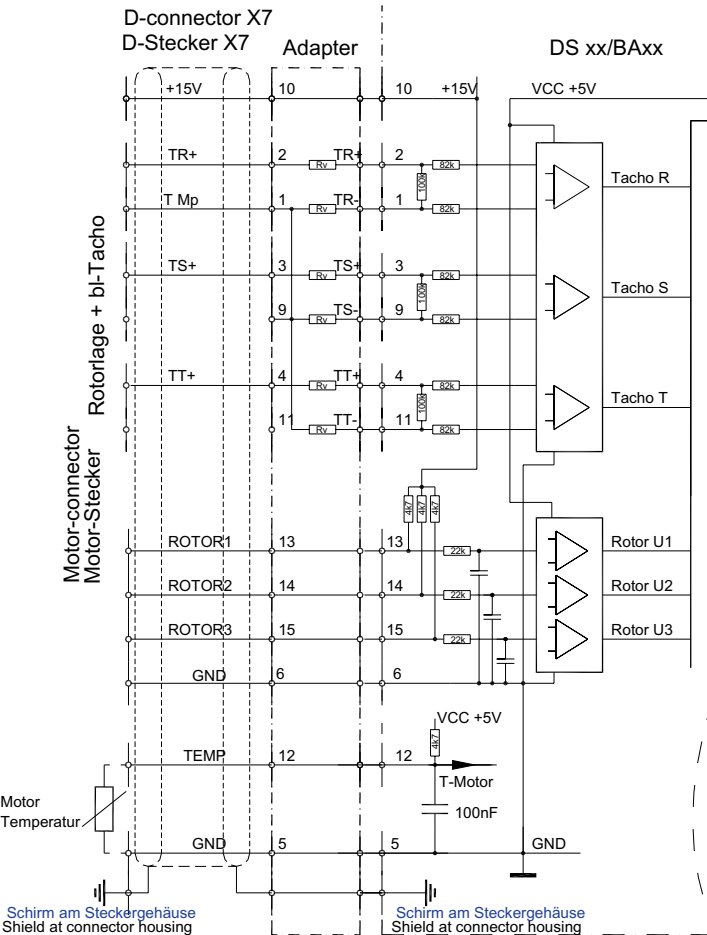 D-connector X7
D-Stecker X7
Adapter
DS xx/BAxx
+15V 10 10 +15V VCC +5V
TR+ 2 Rv TR+ 2 82k
100k
Tacho R
T Mp 1 Rv TR- 1 82k
TS+ 3 Rv TS+ 3 82k
100k
Tacho S
9 Rv TS- 9 82k
TT+ 4 Rv TT+ 4 82k
100k
Tacho T
11 Rv TT- 11 82k
Rotorlage + bl-Tacho
Motor-connector
Motor-Stecker
4k7 4k7 4k7
ROTOR1 13 13 22k Rotor U1
ROTOR2 14 14 22k Rotor U2
ROTOR3 15 15 22k Rotor U3
GND 6 6
VCC +5V
4k7
TEMP 12 12
T-Motor
Motor
Temperatur
100nF
GND 5 5 GND
Schirm am Steckergehäuse
Shield at connector housing
Schirm am Steckergehäuse
Shield at connector housing